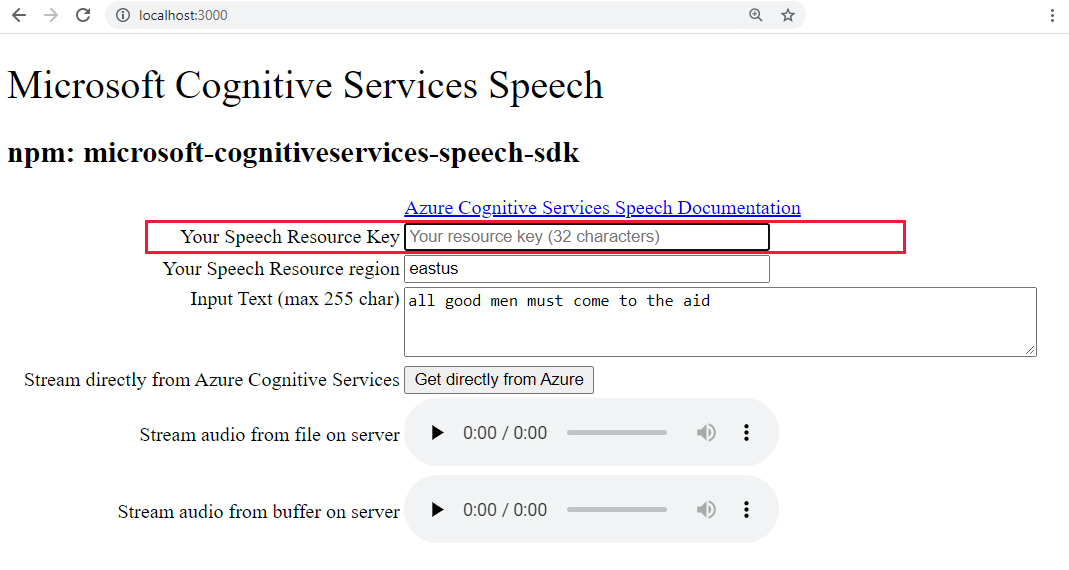 localhost:3000
Microsoft Cognitive Services Speech
npm: microsoft-cognitiveservices-speech-sdk
Azure Cognitive Services Speech Documentation
Your Speech Resource Key Your resource key (32 characters)
Your Speech Resource region eastus
Input Text (max 255 char) all good men must come to the aid
Stream directly from Azure Cognitive Services Get directly from Azure
Stream audio from file on server 0:00 / 0:00
Stream audio from buffer on server 0:00 / 0:00